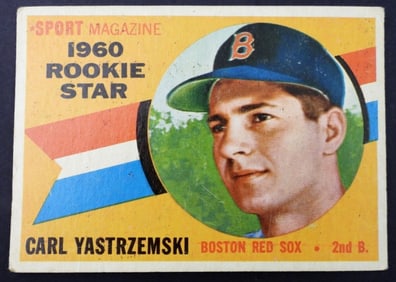 SPORT MAGAZINE
1960
ROOKIE
STAR
B
CARL YASTRZEMSKI BOSTON RED SOX • 2nd B.